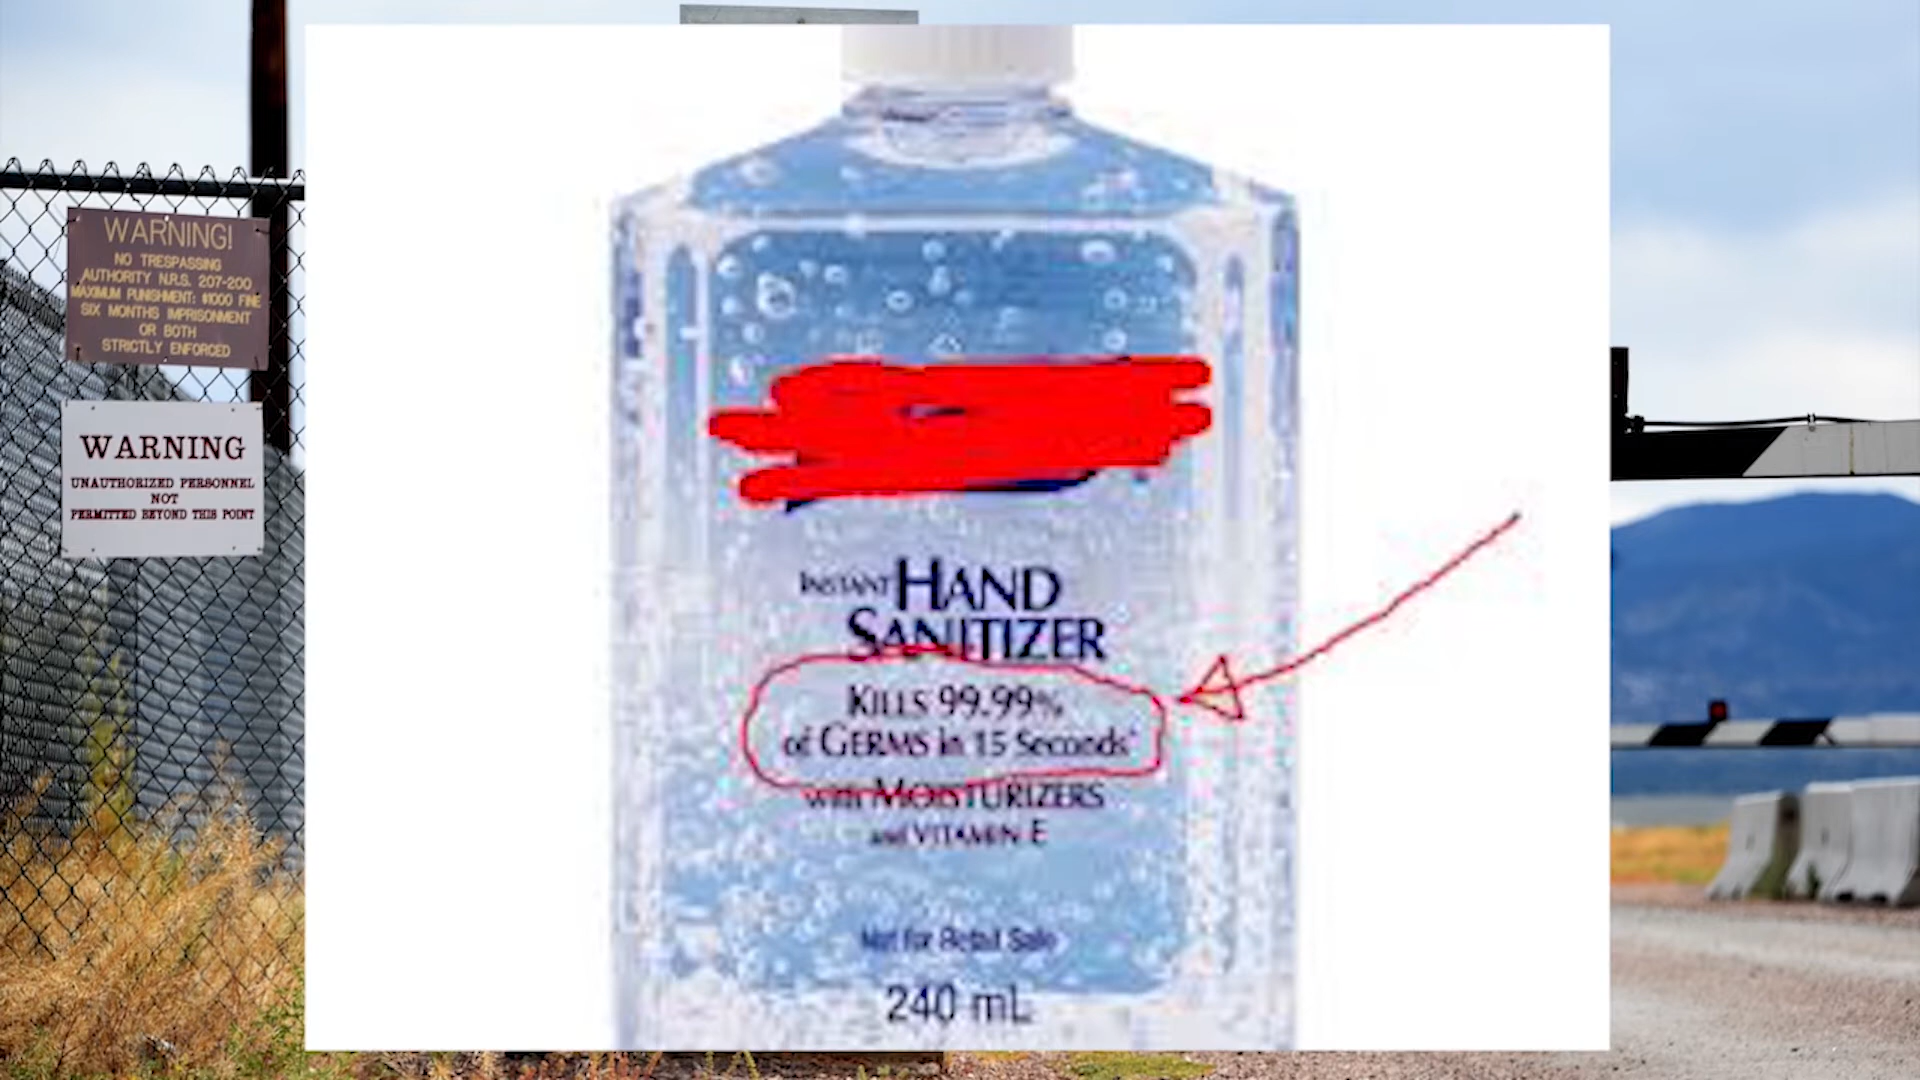 WARNING!
NO TRESPASSING
AUTHORITY N.R.S. 207-200
MAXIMUM PUNISHMENT: $1000 FINE
SIX MONTHS IMPRISONMENT
OR BOTH
STRICTLY ENFORCED
WARNING
UNAUTHORIZED PERSONNEL
NOT
PERMITTED BEYOND THIS POINT
INSTANT HAND
SANITIZER
KILLS 99.99%
of GERMS in 15 Seconds*
with MOISTURIZERS
and VITAMIN E
Not for Retail Sale
240 mL